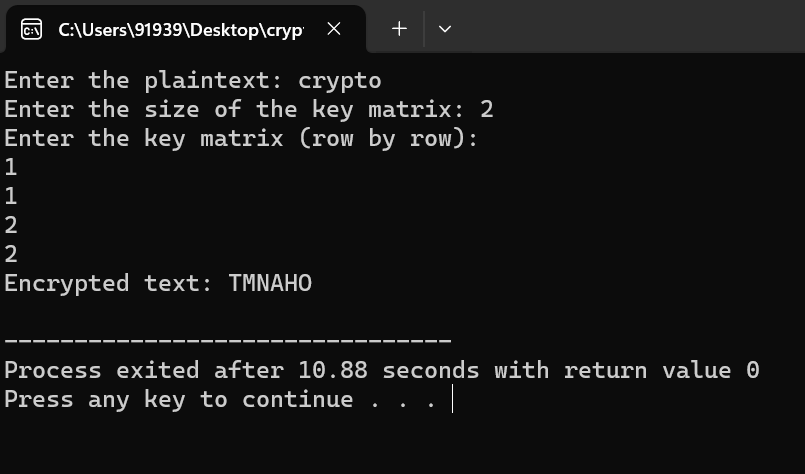 C:\Users\91939\Desktop\cryp
Enter the plaintext: crypto
Enter the size of the key matrix: 2
Enter the key matrix (row by row):
1
1
2
2
Encrypted text: TMNAHO
--------------------------------
Process exited after 10.88 seconds with return value 0
Press any key to continue . . .